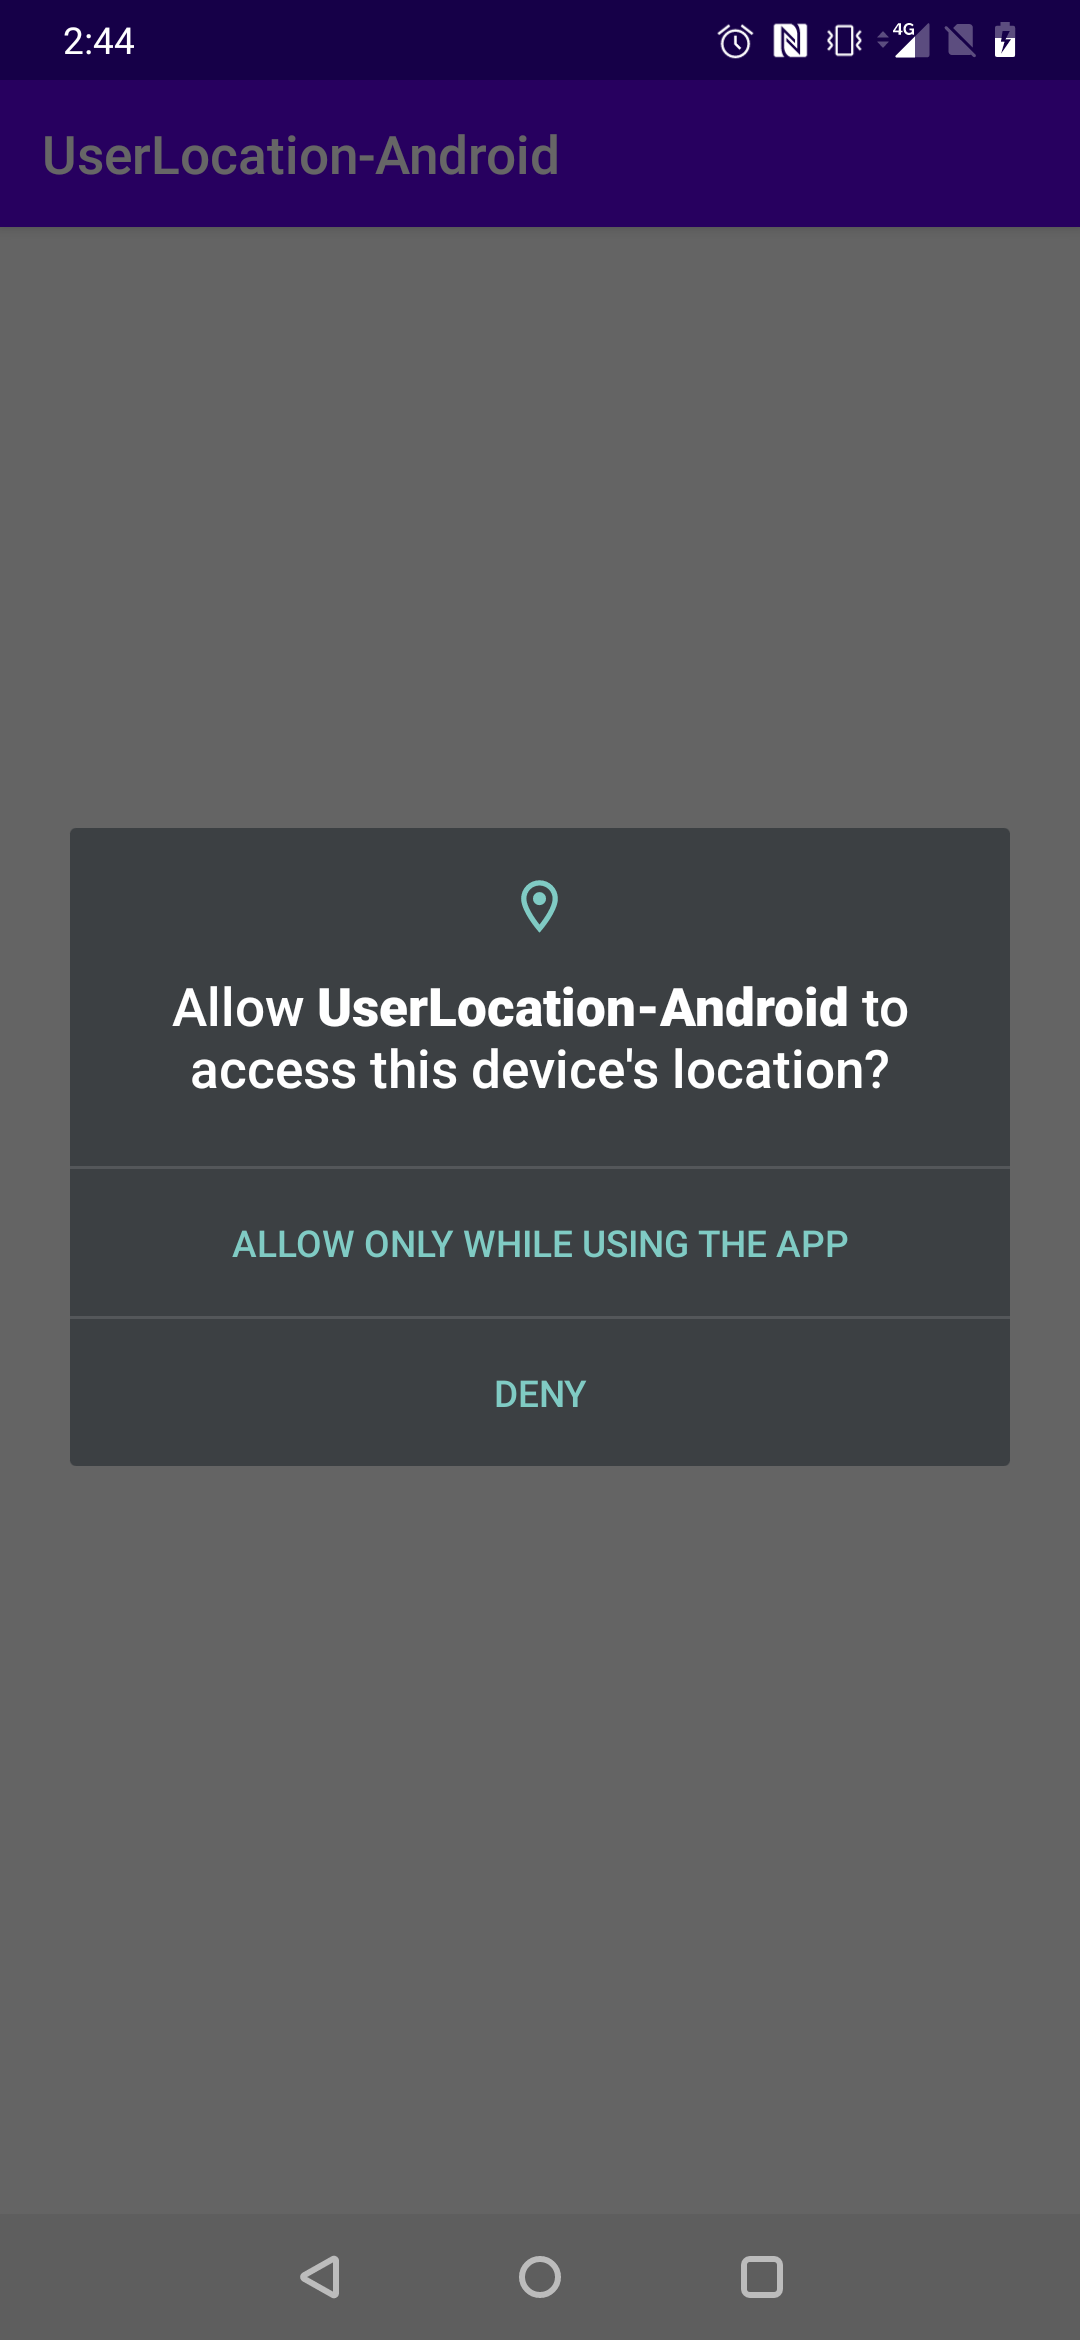 2:44
4G
UserLocation-Android
Allow UserLocation-Android to
access this device's location?
ALLOW ONLY WHILE USING THE APP
DENY